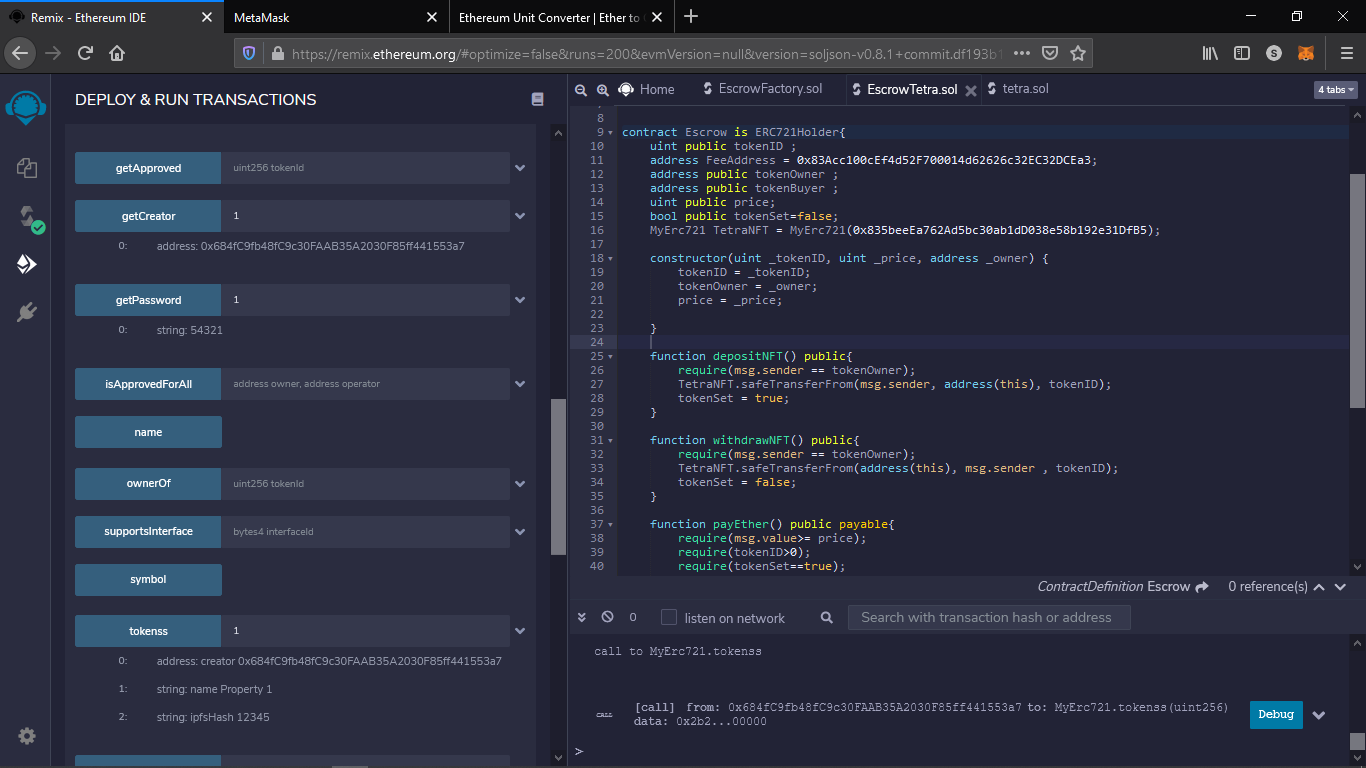 Remix - Ethereum IDE
MetaMask
Ethereum Unit Converter | Ether to
https://remix.ethereum.org/#optimize=false&runs=200&evmVersion=null&version=soljson-v0.8.1+commit.df193b1
DEPLOY & RUN TRANSACTIONS
getApproved uint256 tokenId
getCreator 1
0: address: 0x684fC9fb48fC9c30FAAB35A2030F85ff441553a7
getPassword 1
0: string: 54321
isApprovedForAll address owner, address operator
name
ownerOf uint256 tokenId
supportsInterface bytes4 interfaceId
symbol
tokenss 1
0: address: creator 0x684fC9fb48fC9c30FAAB35A2030F85ff441553a7
1: string: name Property 1
2: string: ipfsHash 12345
Home
EscrowFactory.sol
EscrowTetra.sol
tetra.sol
4 tabs
8
9 contract Escrow is ERC721Holder{
10 uint public tokenID ;
11 address FeeAddress = 0x83Acc100cEf4d52F700014d62626c32EC32DCEa3;
12 address public tokenOwner ;
13 address public tokenBuyer ;
14 uint public price;
15 bool public tokenSet=false;
16 MyErc721 TetraNFT = MyErc721(0x835beeEa762Ad5bc30ab1dD038e58b192e31DfB5);
17
18 constructor(uint _tokenID, uint _price, address _owner) {
19 tokenID = _tokenID;
20 tokenOwner = _owner;
21 price = _price;
22
23 }
24
25 function depositNFT() public{
26 require(msg.sender == tokenOwner);
27 TetraNFT.safeTransferFrom(msg.sender, address(this), tokenID);
28 tokenSet = true;
29 }
30
31 function withdrawNFT() public{
32 require(msg.sender == tokenOwner);
33 TetraNFT.safeTransferFrom(address(this), msg.sender , tokenID);
34 tokenSet = false;
35 }
36
37 function payEther() public payable{
38 require(msg.value>= price);
39 require(tokenID>0);
40 require(tokenSet==true);
ContractDefinition Escrow 0 reference(s)
0 listen on network Search with transaction hash or address
call to MyErc721.tokenss
CALL [call] from: 0x684fC9fb48fC9c30FAAB35A2030F85ff441553a7 to: MyErc721.tokenss(uint256)
data: 0x2b2...00000
Debug
>